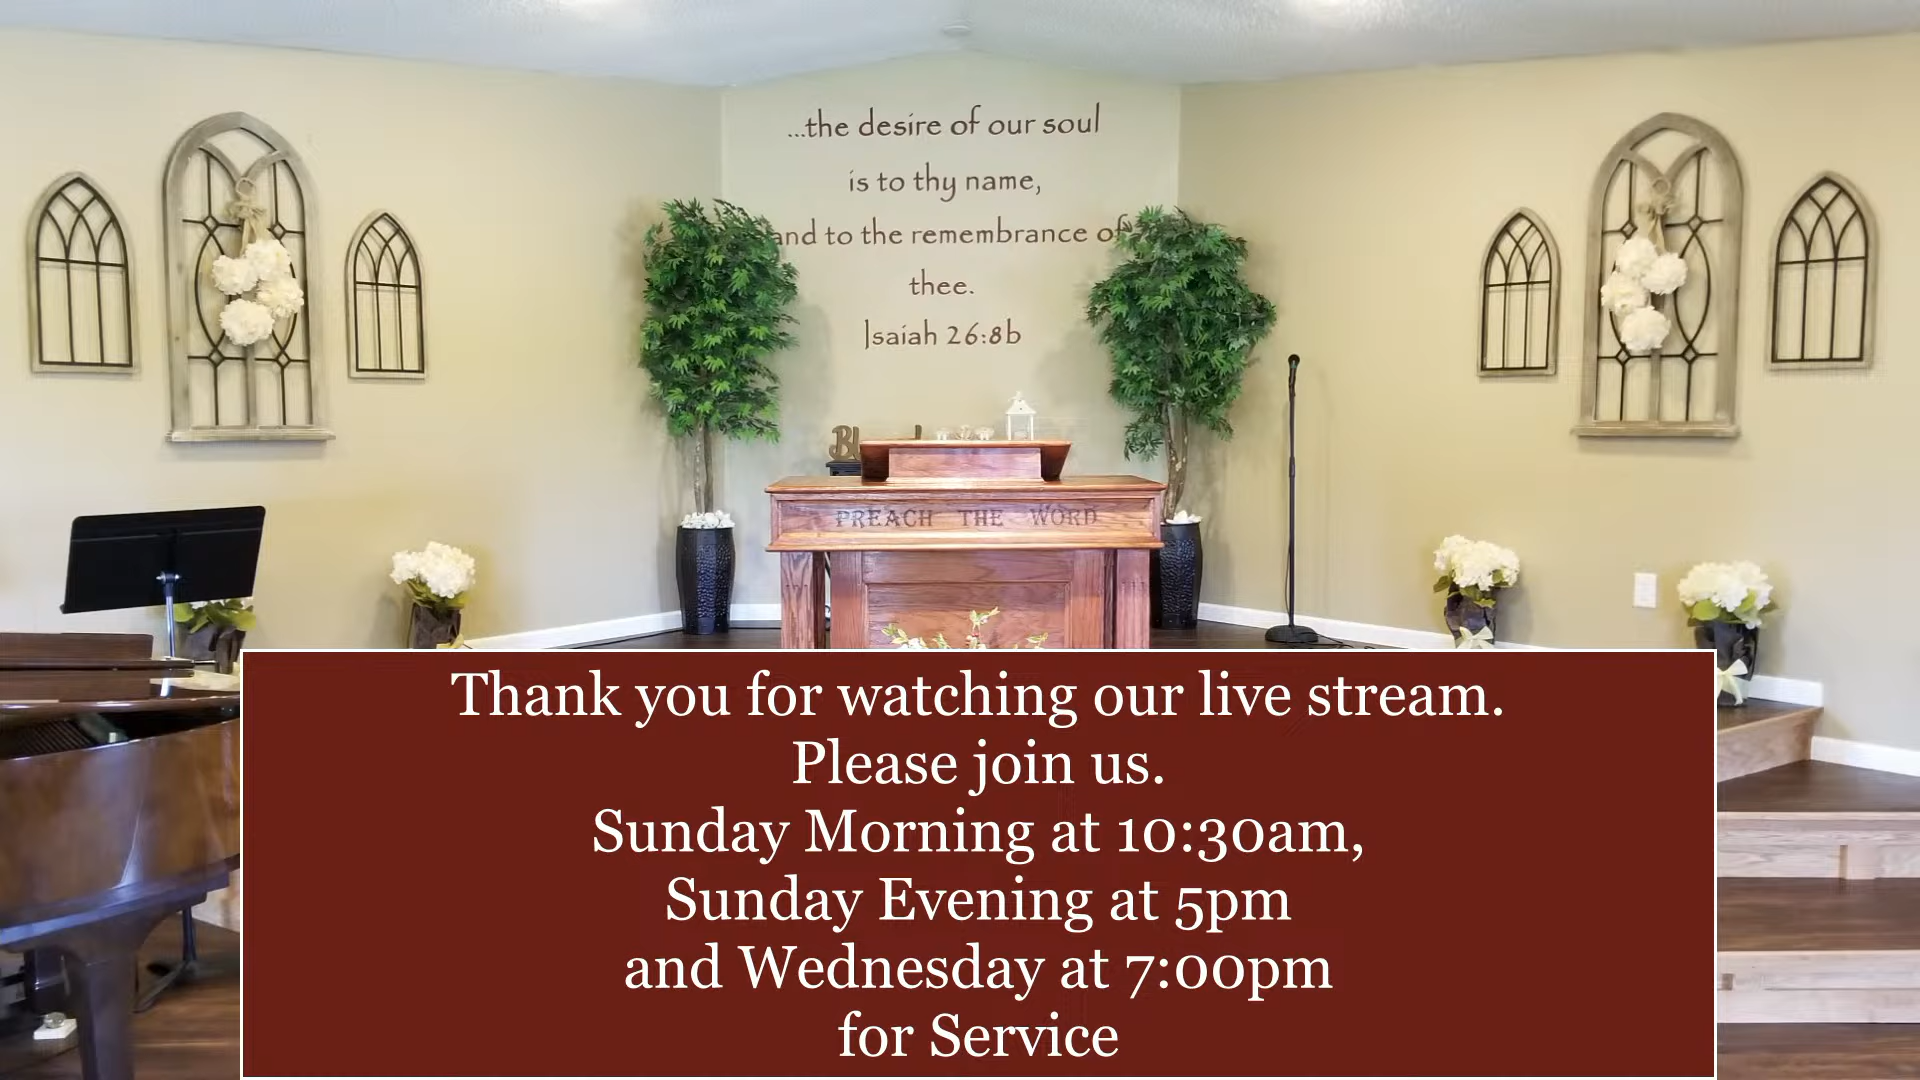 ...the desire of our soul
is to thy name,
and to the remembrance of
thee.
Isaiah 26:8b
PREACH THE WORD
Thank you for watching our live stream.
Please join us.
Sunday Morning at 10:30am,
Sunday Evening at 5pm
and Wednesday at 7:00pm
for Service